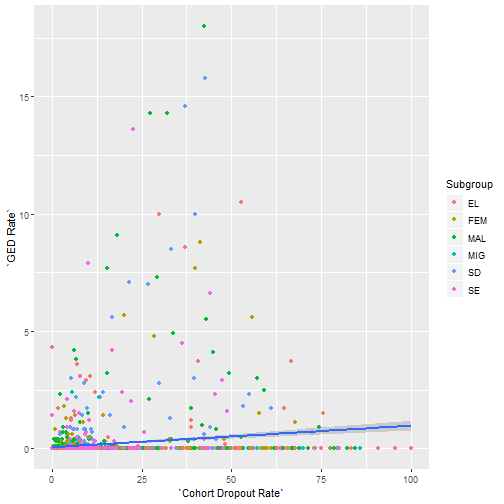 `GED Rate`
15
10
5
0
0
25
50
75
100
`Cohort Dropout Rate`
Subgroup
EL
FEM
MAL
MIG
SD
SE